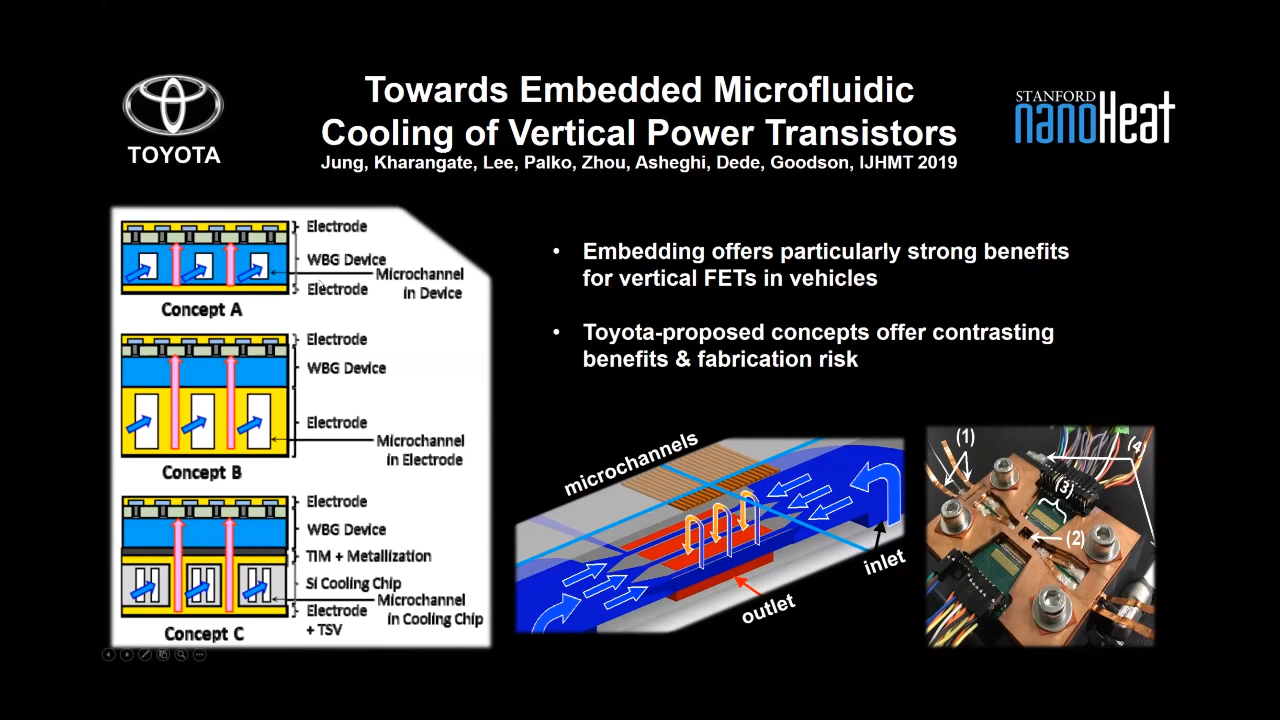 TOYOTA
Towards Embedded Microfluidic
Cooling of Vertical Power Transistors
Jung, Kharangate, Lee, Palko, Zhou, Asheghi, Dede, Goodson, IJHMT 2019
STANFORD
nanoHeat
Electrode
WBG Device
Microchannel
in Device
Electrode
Concept A
Electrode
WBG Device
Electrode
Microchannel
in Electrode
Concept B
Electrode
WBG Device
TIM + Metallization
Si Cooling Chip
Microchannel
in Cooling Chip
Electrode
+ TSV
Concept C
• Embedding offers particularly strong benefits
for vertical FETs in vehicles
• Toyota-proposed concepts offer contrasting
benefits & fabrication risk
microchannels
inlet
outlet
(1)
(4)
(3)
(2)